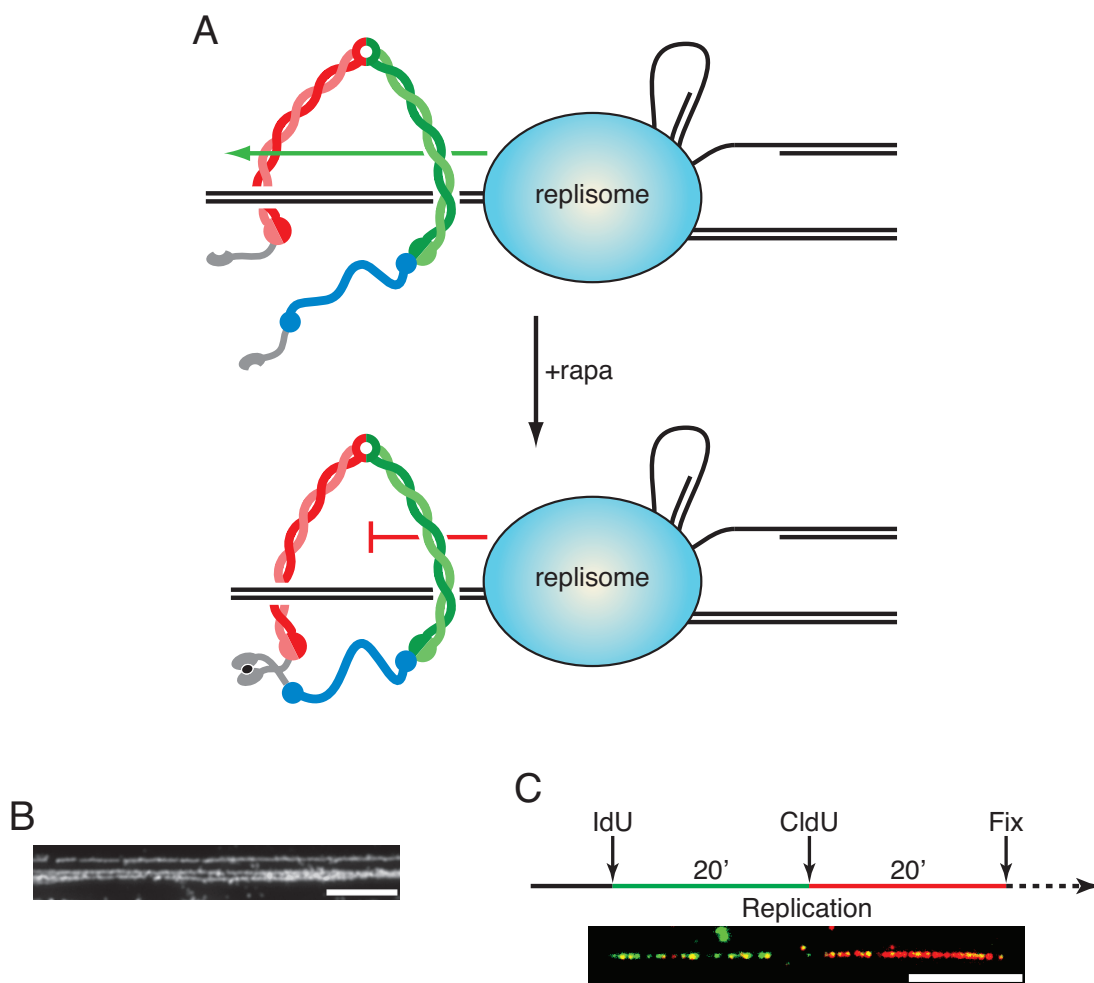 A
replisome
+rapa
replisome
B
C
IdU CldU Fix
20' 20'
Replication